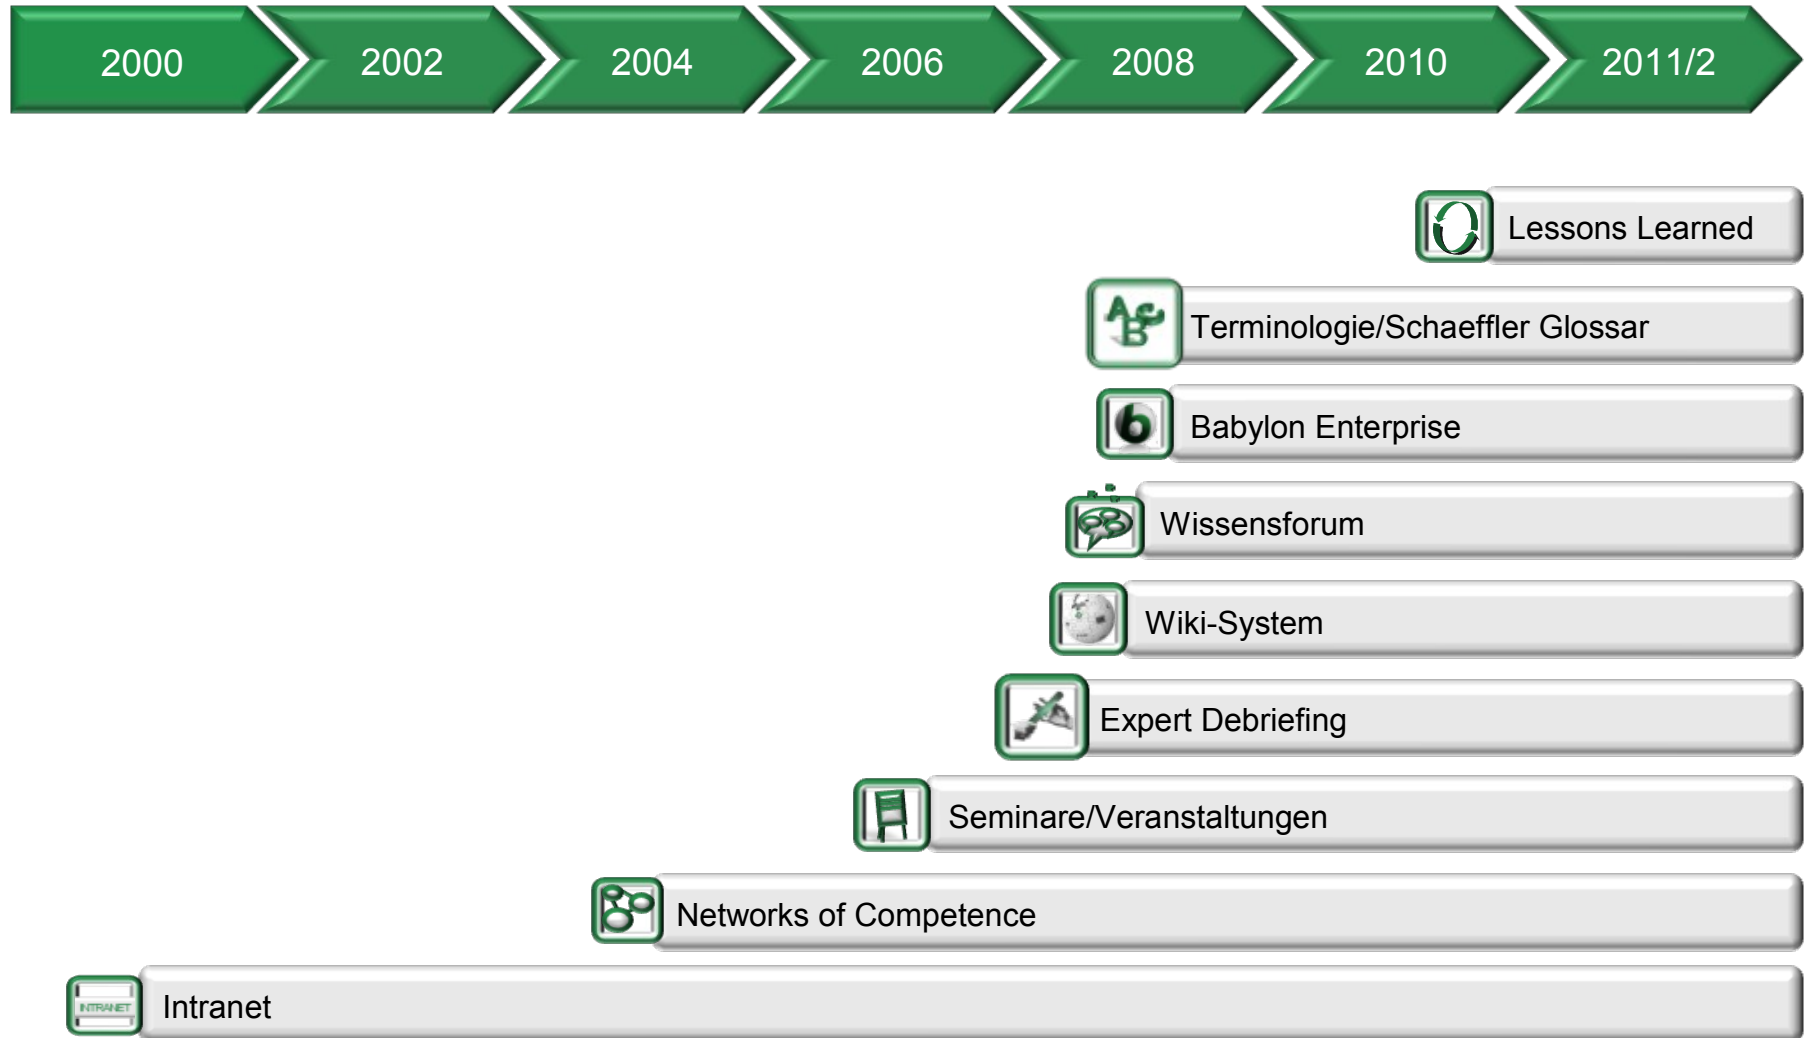 2000 2002 2004 2006 2008 2010 2011/2
Lessons Learned
ABC
Terminologie/Schaeffler Glossar
b
Babylon Enterprise
Wissensforum
Wiki-System
Expert Debriefing
Seminare/Veranstaltungen
Networks of Competence
INTRANET
Intranet